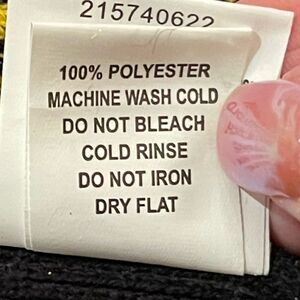 215740622
100% POLYESTER
MACHINE WASH COLD
DO NOT BLEACH
COLD RINSE
DO NOT IRON
DRY FLAT